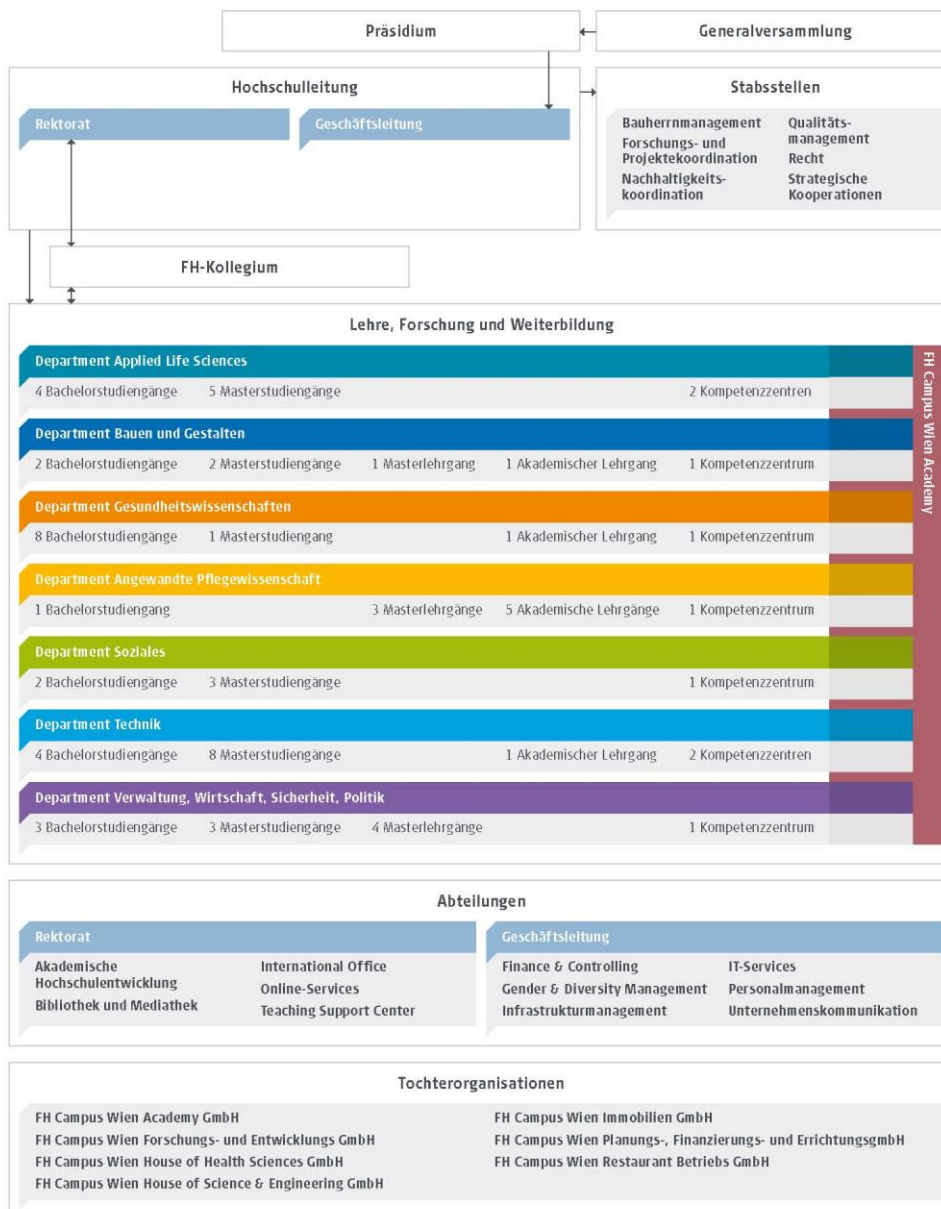 Präsidium
Generalversammlung
Hochschulleitung
Rektorat
Geschäftsleitung
Stabsstellen
Bauherrnmanagement
Forschungs- und
Projektekoordination
Nachhaltigkeits-
koordination
Qualitäts-
management
Recht
Strategische
Kooperationen
FH-Kollegium
Lehre, Forschung und Weiterbildung
Department Applied Life Sciences
4 Bachelorstudiengänge 5 Masterstudiengänge 2 Kompetenzzentren
Department Bauen und Gestalten
2 Bachelorstudiengänge 2 Masterstudiengänge 1 Masterlehrgang 1 Akademischer Lehrgang 1 Kompetenzzentrum
Department Gesundheitswissenschaften
8 Bachelorstudiengänge 1 Masterstudiengang 1 Akademischer Lehrgang 1 Kompetenzzentrum
Department Angewandte Pflegewissenschaft
1 Bachelorstudiengang 3 Masterlehrgänge 5 Akademische Lehrgänge 1 Kompetenzzentrum
Department Soziales
2 Bachelorstudiengänge 3 Masterstudiengänge 1 Kompetenzzentrum
Department Technik
4 Bachelorstudiengänge 8 Masterstudiengänge 1 Akademischer Lehrgang 2 Kompetenzzentren
Department Verwaltung, Wirtschaft, Sicherheit, Politik
3 Bachelorstudiengänge 3 Masterstudiengänge 4 Masterlehrgänge 1 Kompetenzzentrum
FH Campus Wien Academy
Abteilungen
Rektorat
Akademische
Hochschulentwicklung
Bibliothek und Mediathek
International Office
Online-Services
Teaching Support Center
Geschäftsleitung
Finance & Controlling
Gender & Diversity Management
Infrastrukturmanagement
IT-Services
Personalmanagement
Unternehmenskommunikation
Tochterorganisationen
FH Campus Wien Academy GmbH
FH Campus Wien Forschungs- und Entwicklungs GmbH
FH Campus Wien House of Health Sciences GmbH
FH Campus Wien House of Science & Engineering GmbH
FH Campus Wien Immobilien GmbH
FH Campus Wien Planungs-, Finanzierungs- und ErrichtungsgmbH
FH Campus Wien Restaurant Betriebs GmbH